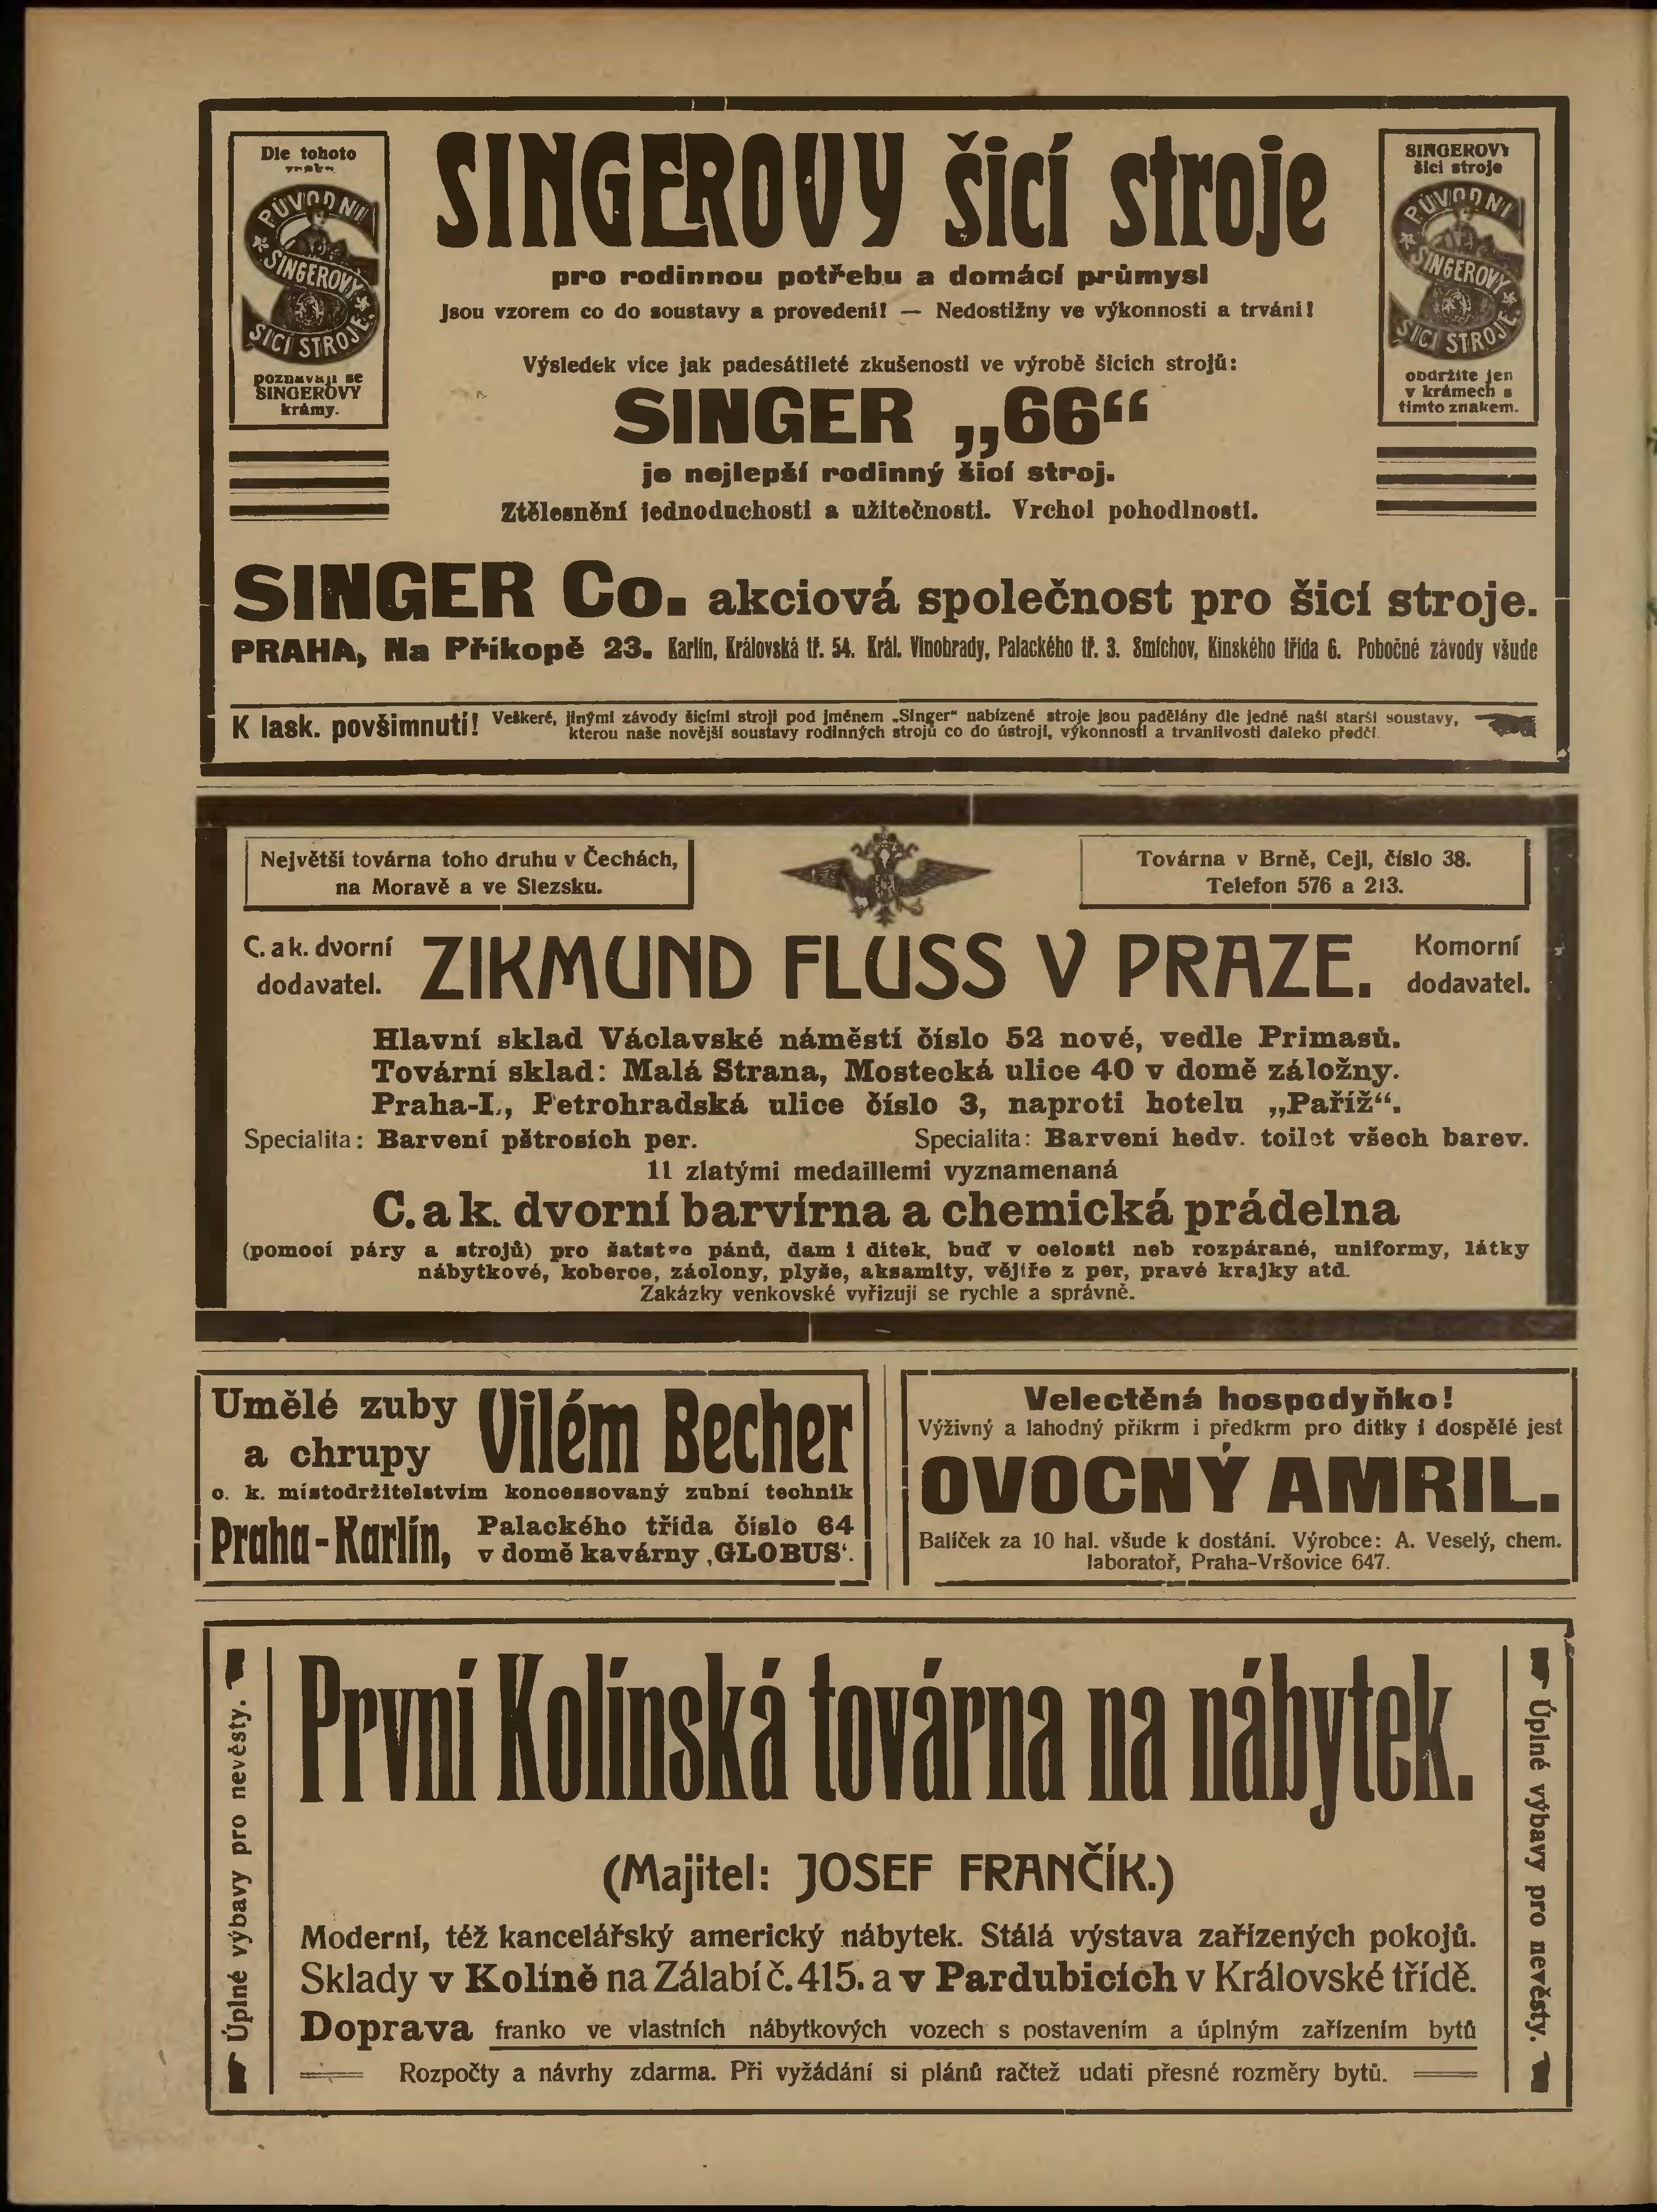 Dle tohoto
znaku
PŮVODNÍ
SINGEROVY
ŠICÍ STROJE.
poznávají se
SINGEROVY
krámy.
SINGEROVY šicí stroje
pro rodinnou potřebu a domácí průmysl
Jsou vzorem co do soustavy a provedení! — Nedostižny ve výkonnosti a trvání!
Výsledek více jak padesátileté zkušenosti ve výrobě šicích strojů:
SINGER „66“
je nejlepší rodinný šicí stroj.
Ztělesnění jednoduchosti a užitečnosti. Vrchol pohodlnosti.
SINGEROVY
šicí stroje
PŮVODNÍ
SINGEROVY
ŠICÍ STROJE.
obdržíte jen
v krámech s
tímto znakem.
SINGER Co. akciová společnost pro šicí stroje.
PRAHA, Na Příkopě 23. Karlín, Královská tř. 54. Král. Vinohrady, Palackého tř. 3. Smíchov, Kinského třída 6. Pobočné závody všude
K lask. povšimnutí! Veškeré, jinými závody šicími stroji pod jménem „Singer“ nabízené stroje jsou padělány dle jedné naší starší soustavy,
kterou naše novější soustavy rodinných strojů co do ústrojí, výkonnosti a trvanlivosti daleko předčí.
Největší továrna toho druhu v Čechách,
na Moravě a ve Slezsku.
Továrna v Brně, Cejl, číslo 38.
Telefon 576 a 213.
C. a k. dvorní
dodavatel.
ZIKMUND FLUSS V PRAZE.
Komorní
dodavatel.
Hlavní sklad Václavské náměstí číslo 52 nové, vedle Primasů.
Tovární sklad: Malá Strana, Mostecká ulice 40 v domě záložny.
Praha-I., Petrohradská ulice číslo 3, naproti hotelu „Paříž“.
Specialita: Barvení pštrosích per. Specialita: Barvení hedv. toilet všech barev.
11 zlatými medaillemi vyznamenaná
C. a k. dvorní barvírna a chemická prádelna
(pomocí páry a strojů) pro šatstvo pánů, dam i dítek, buď v celosti neb rozpárané, uniformy, látky
nábytkové, koberce, záclony, plyše, aksamity, vějíře z per, pravé krajky atd.
Zakázky venkovské vyřizují se rychle a správně.
Umělé zuby
a chrupy
Vilém Becher
c. k. místodržitelstvím koncessovaný zubní technik
Praha-Karlín,
Palackého třída číslo 64
v domě kavárny ‚GLOBUS‘.
Velectěná hospodyňko!
Výživný a lahodný příkrm i předkrm pro dítky i dospělé jest
OVOCNÝ AMRIL.
Balíček za 10 hal. všude k dostání. Výrobce: A. Veselý, chem.
laboratoř, Praha-Vršovice 647.
Úplné výbavy pro nevěsty.
První Kolínská továrna na nábytek.
(Majitel: JOSEF FRANČÍK.)
Moderní, též kancelářský americký nábytek. Stálá výstava zařízených pokojů.
Sklady v Kolíně na Zálabí č. 415. a v Pardubicích v Královské třídě.
Doprava franko ve vlastních nábytkových vozech s postavením a úplným zařízením bytů
Rozpočty a návrhy zdarma. Při vyžádání si plánů račtež udati přesné rozměry bytů.
Úplné výbavy pro nevěsty.